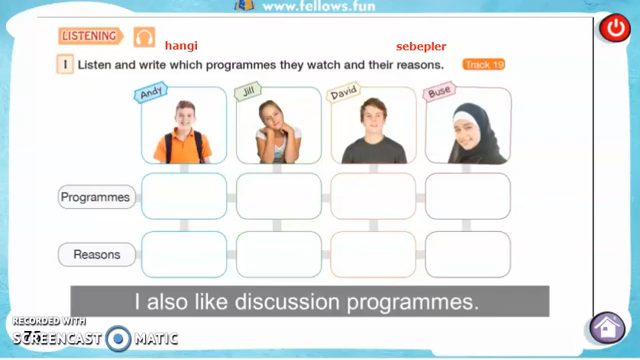 www.fellows.fun
LISTENING
hangi
sebepler
1 Listen and write which programmes they watch and their reasons. Track 19
Andy
Jill
David
Buse
Programmes
Reasons
I also like discussion programmes.
RECORDED WITH
75
SCREENCAST MATIC